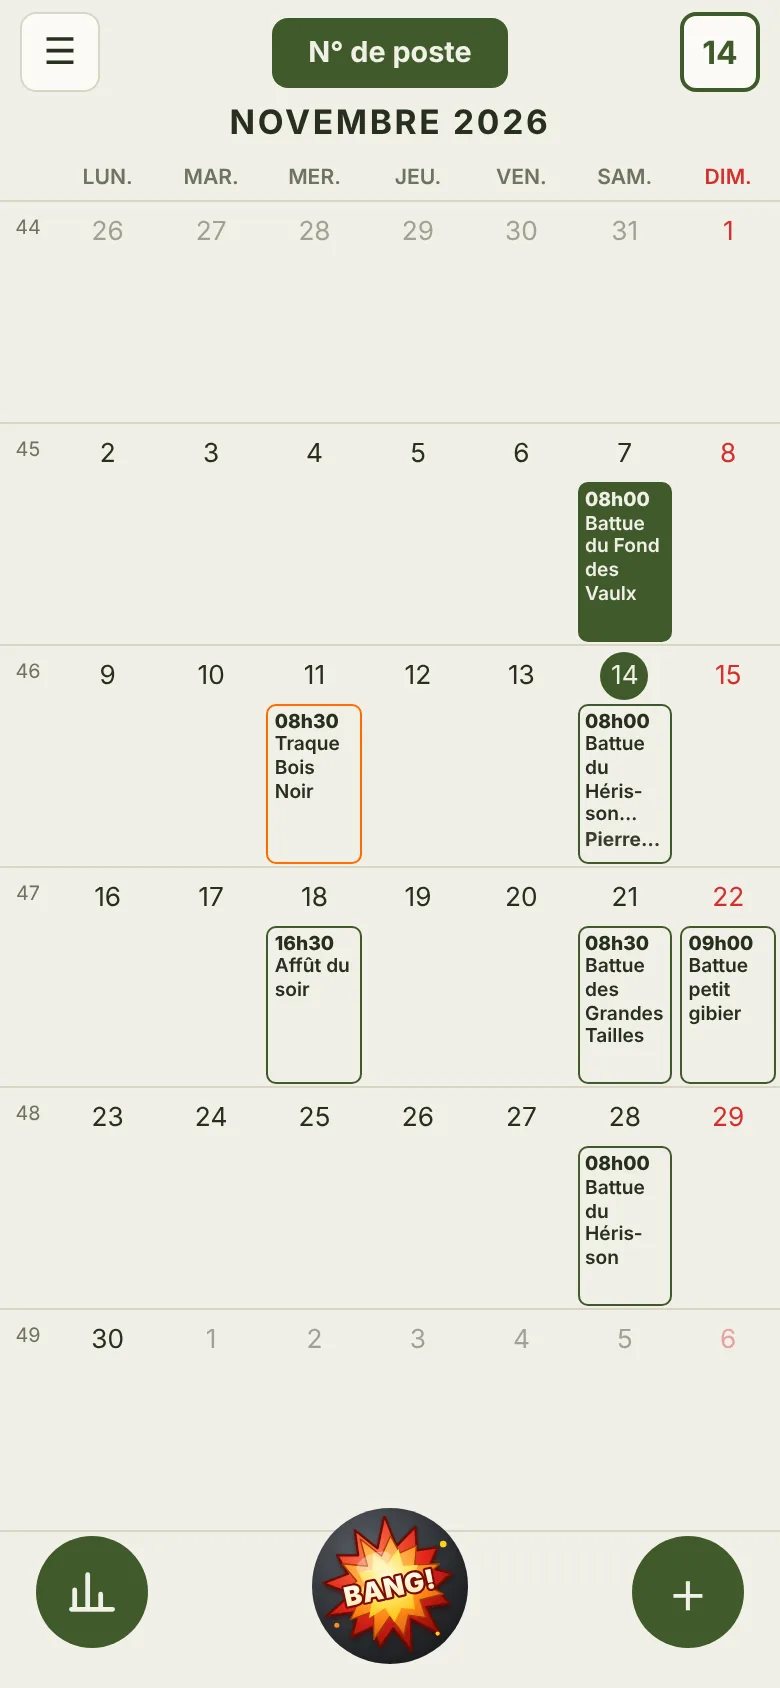 ☰ N° de poste 14
NOVEMBRE 2026
LUN. MAR. MER. JEU. VEN. SAM. DIM.
44 26 27 28 29 30 31 1
45 2 3 4 5 6 7 8
08h00
Battue
du Fond
des
Vaulx
46 9 10 11 12 13 14 15
08h30
Traque
Bois
Noir
08h00
Battue
du
Héris-
son...
Pierre...
47 16 17 18 19 20 21 22
16h30
Affût du
soir
08h30
Battue
des
Grandes
Tailles
09h00
Battue
petit
gibier
48 23 24 25 26 27 28 29
08h00
Battue
du
Héris-
son
49 30 1 2 3 4 5 6
BANG!
+